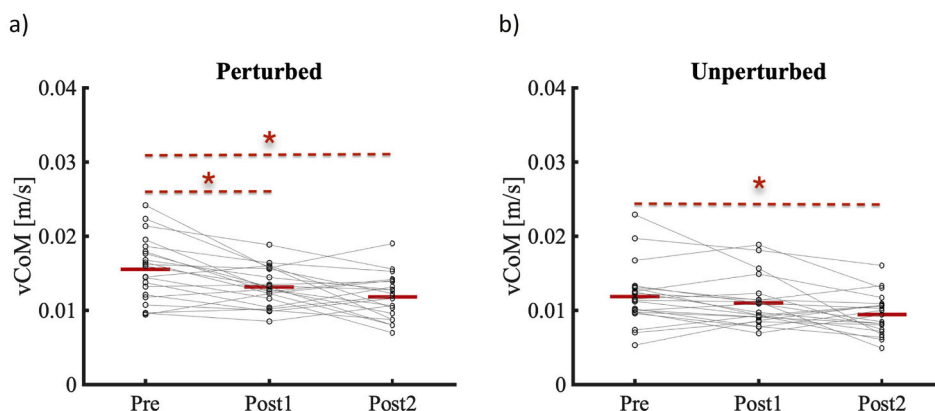 a)
Perturbed
0.04
0.03
0.02
0.01
0
vCoM [m/s]
*
*
Pre Post1 Post2
b)
Unperturbed
0.04
0.03
0.02
0.01
0
vCoM [m/s]
*
Pre Post1 Post2